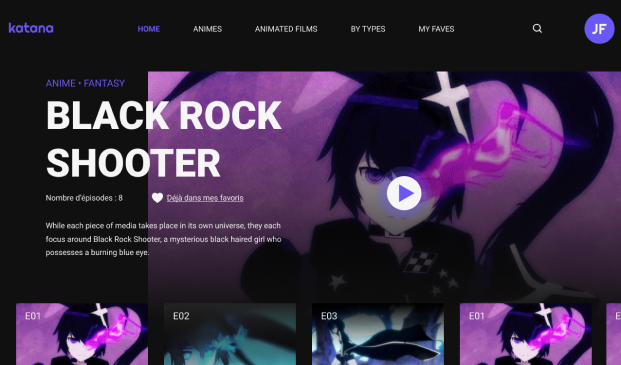 katana
HOME
ANIMES
ANIMATED FILMS
BY TYPES
MY FAVES
JF
ANIME • FANTASY
BLACK ROCK
SHOOTER
Nombre d'épisodes : 8
Déjà dans mes favoris
While each piece of media takes place in its own universe, they each
focus around Black Rock Shooter, a mysterious black haired girl who
possesses a burning blue eye.
E01
E02
E03
E01
E